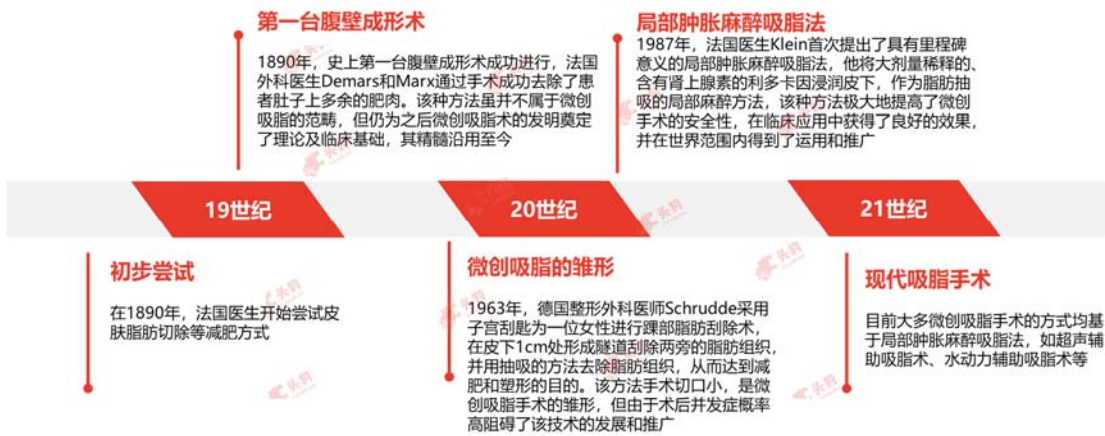 第一台腹壁成形术
1890年，史上第一台腹壁成形术成功进行，法国
外科医生Demars和Marx通过手术成功去除了患
者肚子上多余的肥肉。该种方法虽并不属于微创
吸脂的范畴，但仍为之后微创吸脂术的发明奠定
了理论及临床基础，其精髓沿用至今
局部肿胀麻醉吸脂法
1987年，法国医生Klein首次提出了具有里程碑
意义的局部肿胀麻醉吸脂法，他将大剂量稀释的、
含有肾上腺素的利多卡因浸润皮下，作为脂肪抽
吸的局部麻醉方法，该种方法极大地提高了微创
手术的安全性，在临床应用中获得了良好的效果，
并在世界范围内得到了运用和推广
19世纪
20世纪
21世纪
初步尝试
在1890年，法国医生开始尝试皮
肤脂肪切除等减肥方式
微创吸脂的雏形
1963年，德国整形外科医师Schrudde采用
子宫刮匙为一位女性进行踝部脂肪刮除术，
在皮下1cm处形成隧道刮除两旁的脂肪组织，
并用抽吸的方法去除脂肪组织，从而达到减
肥和塑形的目的。该方法手术切口小，是微
创吸脂手术的雏形，但由于术后并发症概率
高阻碍了该技术的发展和推广
现代吸脂手术
目前大多微创吸脂手术的方式均基
于局部肿胀麻醉吸脂法，如超声辅
助吸脂术、水动力辅助吸脂术等
头豹
头豹
头豹
头豹
头豹
头豹
头豹
头豹